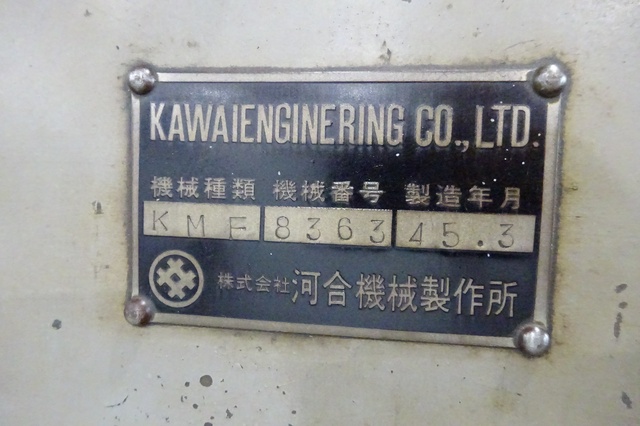 KAWAIENGINERING CO., LTD.
機械種類 機械番号 製造年月
KMF 8363 45.3
株式会社 河合機械製作所